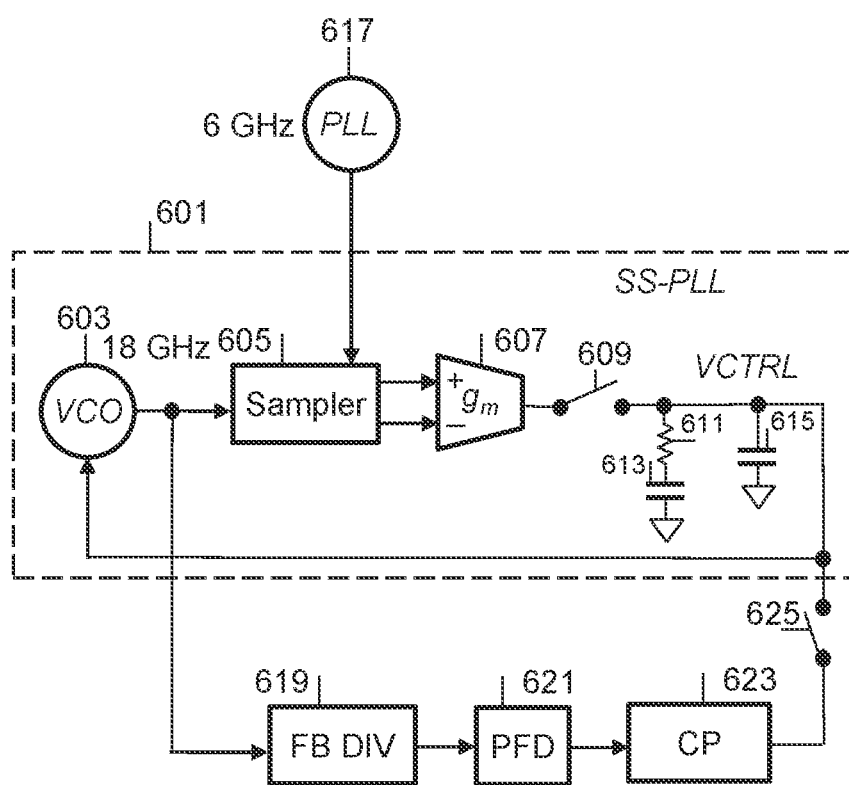 617
6 GHz PLL
601
SS-PLL
603
18 GHz
605
607
609
VCTRL
VCO
Sampler
+
gm
−
611
615
613
625
619
621
623
FB DIV
PFD
CP